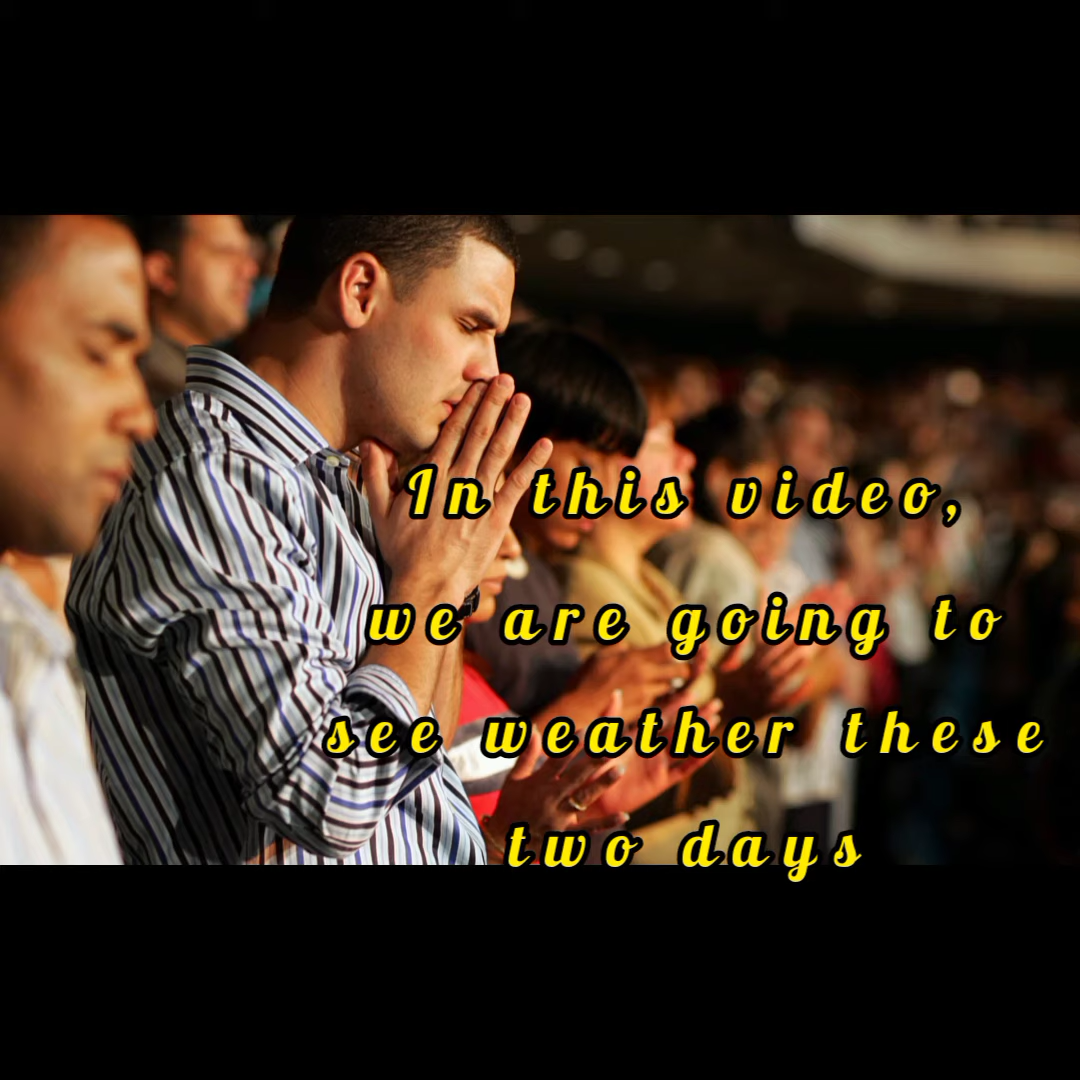 In this video,
we are going to
see weather these
two days